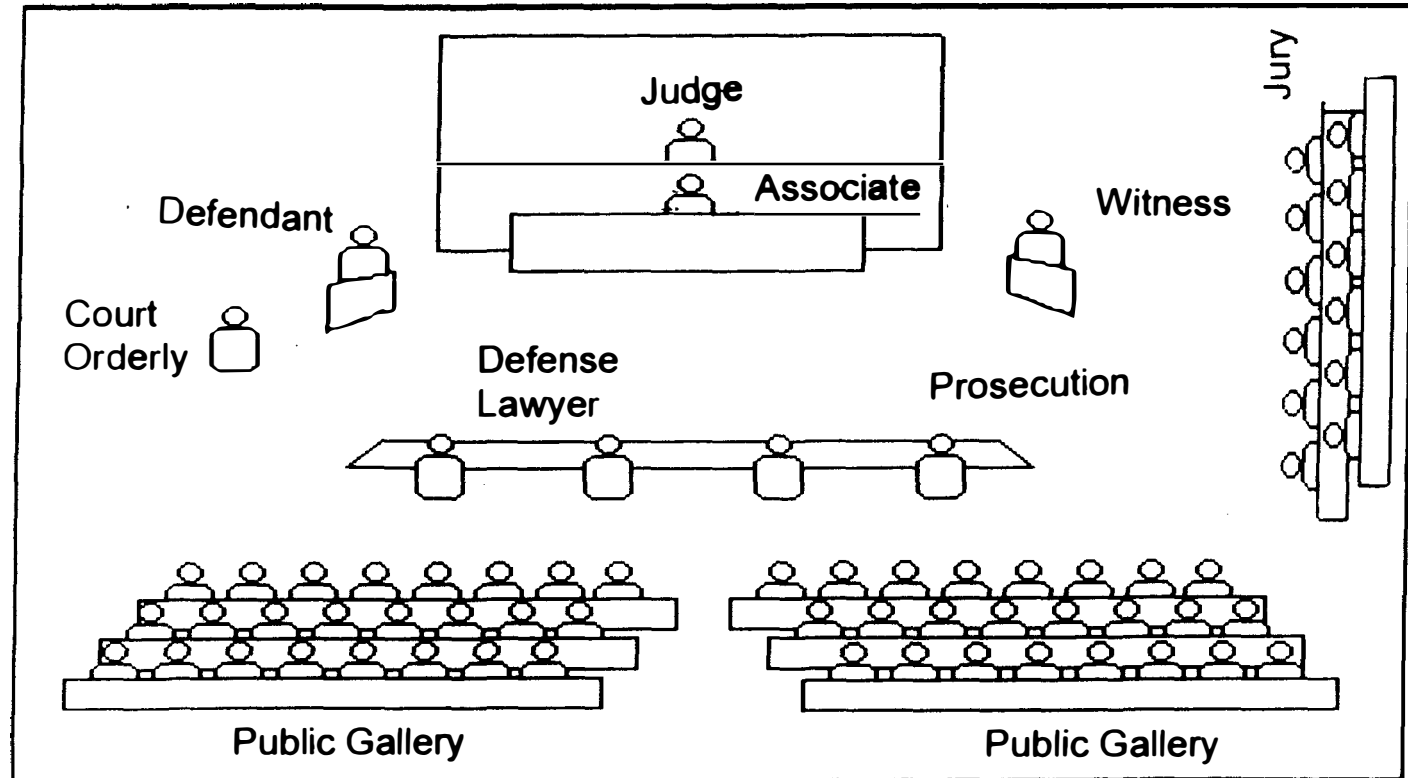 Judge
Jury
Associate
Defendant
Witness
Court
Orderly
Defense
Lawyer
Prosecution
Public Gallery
Public Gallery